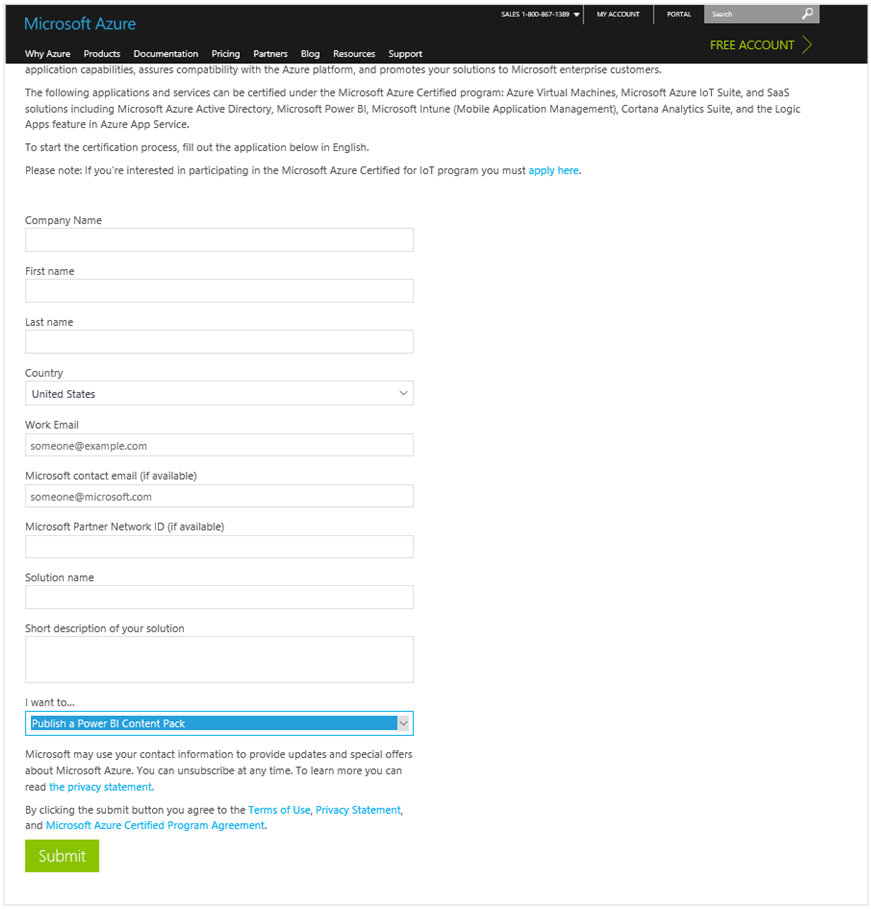 Microsoft Azure
SALES 1-800-867-1389
MY ACCOUNT
PORTAL
Search
Why Azure Products Documentation Pricing Partners Blog Resources Support
FREE ACCOUNT
application capabilities, assures compatibility with the Azure platform, and promotes your solutions to Microsoft enterprise customers.
The following applications and services can be certified under the Microsoft Azure Certified program: Azure Virtual Machines, Microsoft Azure IoT Suite, and SaaS
solutions including Microsoft Azure Active Directory, Microsoft Power BI, Microsoft Intune (Mobile Application Management), Cortana Analytics Suite, and the Logic
Apps feature in Azure App Service.
To start the certification process, fill out the application below in English.
Please note: If you're interested in participating in the Microsoft Azure Certified for IoT program you must apply here.
Company Name
First name
Last name
Country
United States
Work Email
someone@example.com
Microsoft contact email (if available)
someone@microsoft.com
Microsoft Partner Network ID (if available)
Solution name
Short description of your solution
I want to...
Publish a Power BI Content Pack
Microsoft may use your contact information to provide updates and special offers
about Microsoft Azure. You can unsubscribe at any time. To learn more you can
read the privacy statement.
By clicking the submit button you agree to the Terms of Use, Privacy Statement,
and Microsoft Azure Certified Program Agreement.
Submit